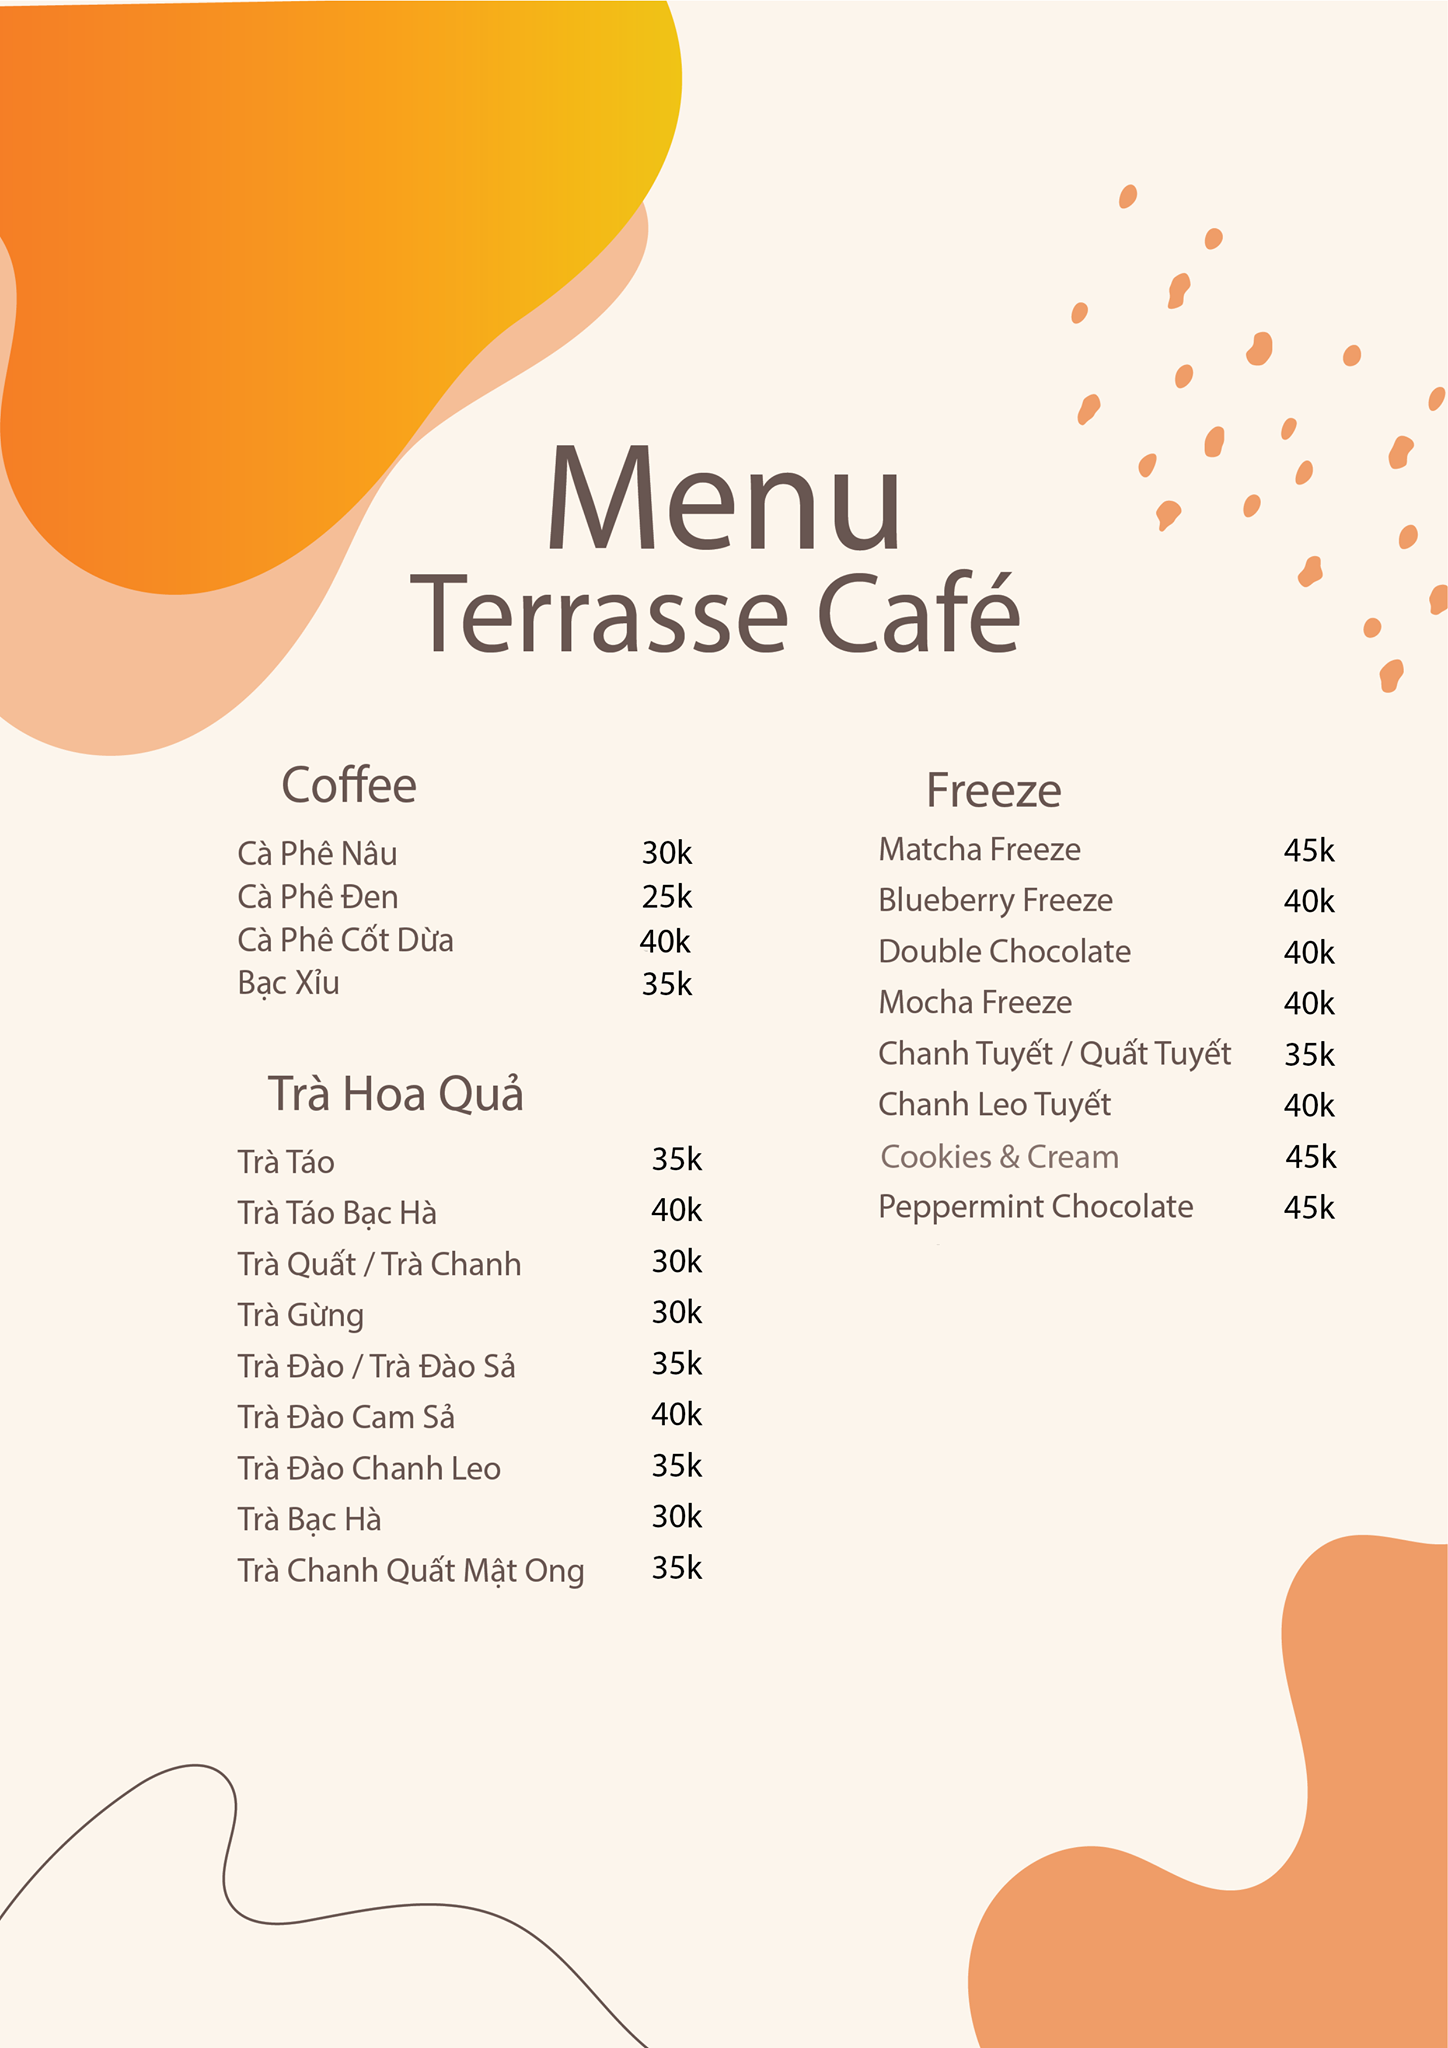 Menu
Terrasse Café
Coffee
Cà Phê Nâu 30k
Cà Phê Đen 25k
Cà Phê Cốt Dừa 40k
Bạc Xỉu 35k
Trà Hoa Quả
Trà Táo 35k
Trà Táo Bạc Hà 40k
Trà Quất / Trà Chanh 30k
Trà Gừng 30k
Trà Đào / Trà Đào Sả 35k
Trà Đào Cam Sả 40k
Trà Đào Chanh Leo 35k
Trà Bạc Hà 30k
Trà Chanh Quất Mật Ong 35k
Freeze
Matcha Freeze 45k
Blueberry Freeze 40k
Double Chocolate 40k
Mocha Freeze 40k
Chanh Tuyết / Quất Tuyết 35k
Chanh Leo Tuyết 40k
Cookies & Cream 45k
Peppermint Chocolate 45k